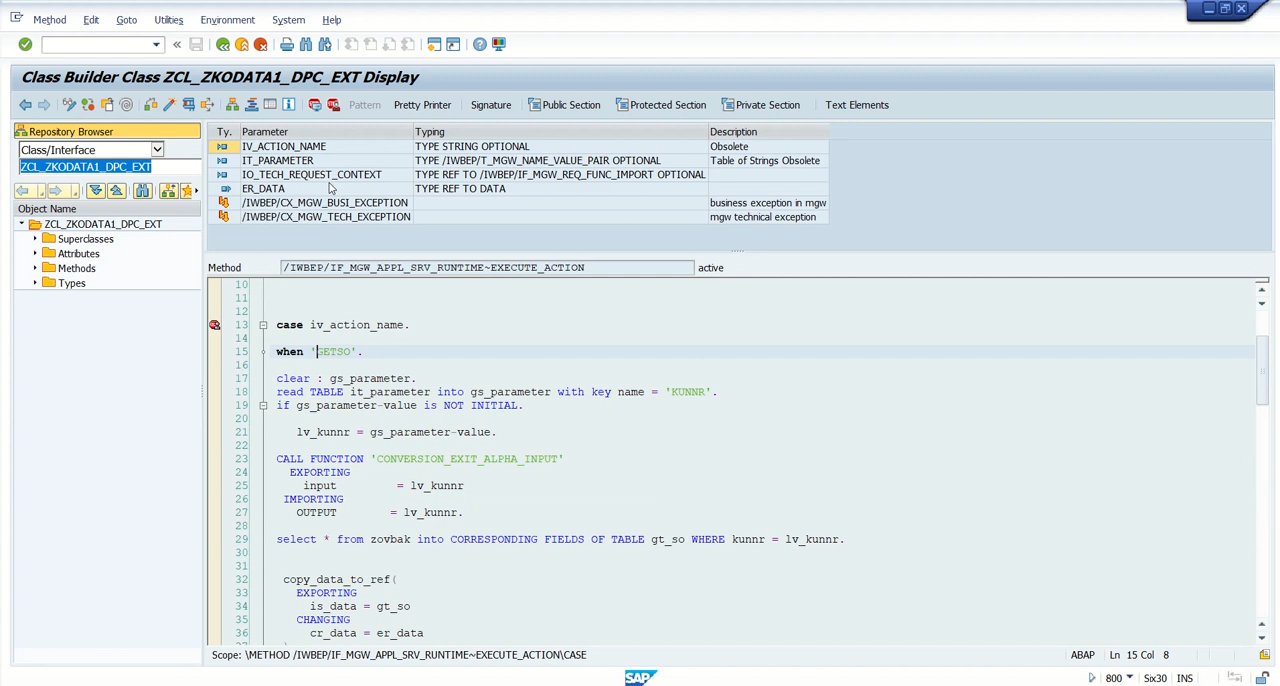 Method Edit Goto Utilities Environment System Help
Class Builder Class ZCL_ZKODATA1_DPC_EXT Display
Pattern Pretty Printer Signature Public Section Protected Section Private Section Text Elements
Repository Browser
Class/Interface
ZCL_ZKODATA1_DPC_EXT
Object Name
ZCL_ZKODATA1_DPC_EXT
Superclasses
Attributes
Methods
Types
Ty. Parameter Typing Description
IV_ACTION_NAME TYPE STRING OPTIONAL Obsolete
IT_PARAMETER TYPE /IWBEP/T_MGW_NAME_VALUE_PAIR OPTIONAL Table of Strings Obsolete
IO_TECH_REQUEST_CONTEXT TYPE REF TO /IWBEP/IF_MGW_REQ_FUNC_IMPORT OPTIONAL
ER_DATA TYPE REF TO DATA
/IWBEP/CX_MGW_BUSI_EXCEPTION business exception in mgw
/IWBEP/CX_MGW_TECH_EXCEPTION mgw technical exception
Method /IWBEP/IF_MGW_APPL_SRV_RUNTIME~EXECUTE_ACTION active
10
11
12
13 case iv_action_name.
14
15 when 'GETSO'.
16
17 clear : gs_parameter.
18 read TABLE it_parameter into gs_parameter with key name = 'KUNNR'.
19 if gs_parameter-value is NOT INITIAL.
20
21 lv_kunnr = gs_parameter-value.
22
23 CALL FUNCTION 'CONVERSION_EXIT_ALPHA_INPUT'
24 EXPORTING
25 input = lv_kunnr
26 IMPORTING
27 OUTPUT = lv_kunnr.
28
29 select * from zovbak into CORRESPONDING FIELDS OF TABLE gt_so WHERE kunnr = lv_kunnr.
30
31
32 copy_data_to_ref(
33 EXPORTING
34 is_data = gt_so
35 CHANGING
36 cr_data = er_data
Scope: \METHOD /IWBEP/IF_MGW_APPL_SRV_RUNTIME~EXECUTE_ACTION\CASE ABAP Ln 15 Col 8
SAP 800 Six30 INS